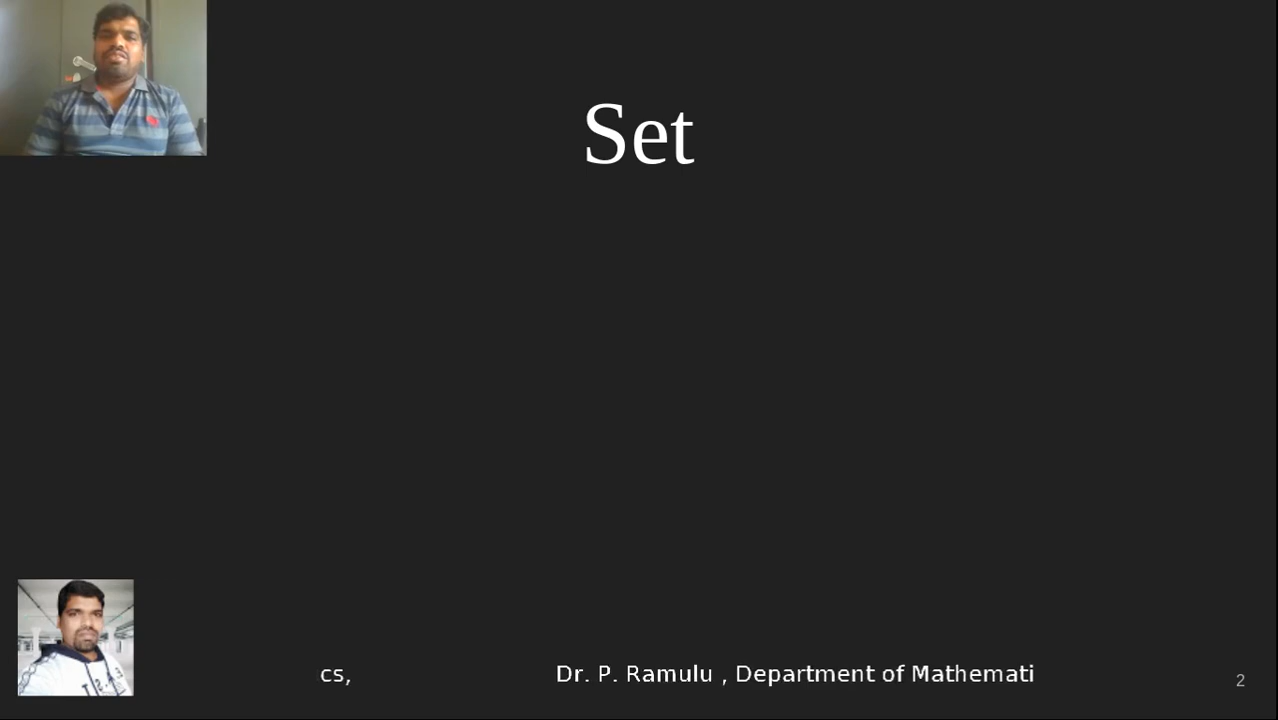 Set
cs, Dr. P. Ramulu , Department of Mathemati
2